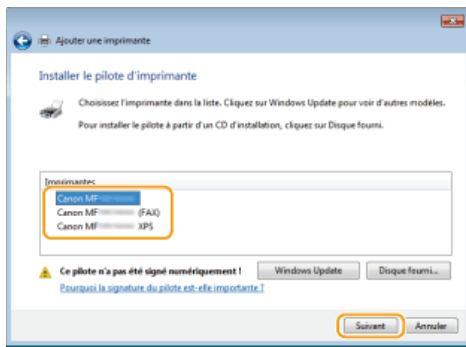 Ajouter une imprimante
Installer le pilote d'imprimante
Choisissez l'imprimante dans la liste. Cliquez sur Windows Update pour voir d'autres modèles.
Pour installer le pilote à partir d'un CD d'installation, cliquez sur Disque fourni.
Imprimantes
Canon MF
Canon MF (FAX)
Canon MF XPS
Ce pilote n'a pas été signé numériquement !
Windows Update
Disque fourni...
Pourquoi la signature du pilote est-elle importante ?
Suivant
Annuler